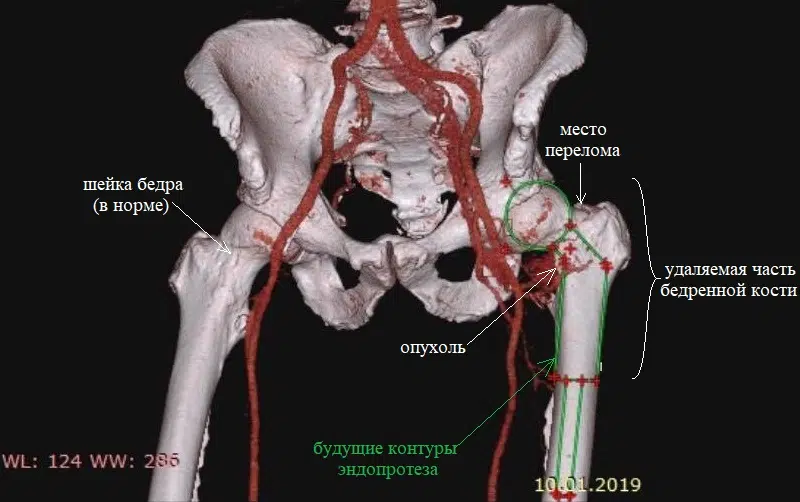 место
перелома
шейка бедра
(в норме)
удаляемая часть
бедренной кости
опухоль
будущие контуры
эндопротеза
WL: 124 WW: 286
10.01.2019